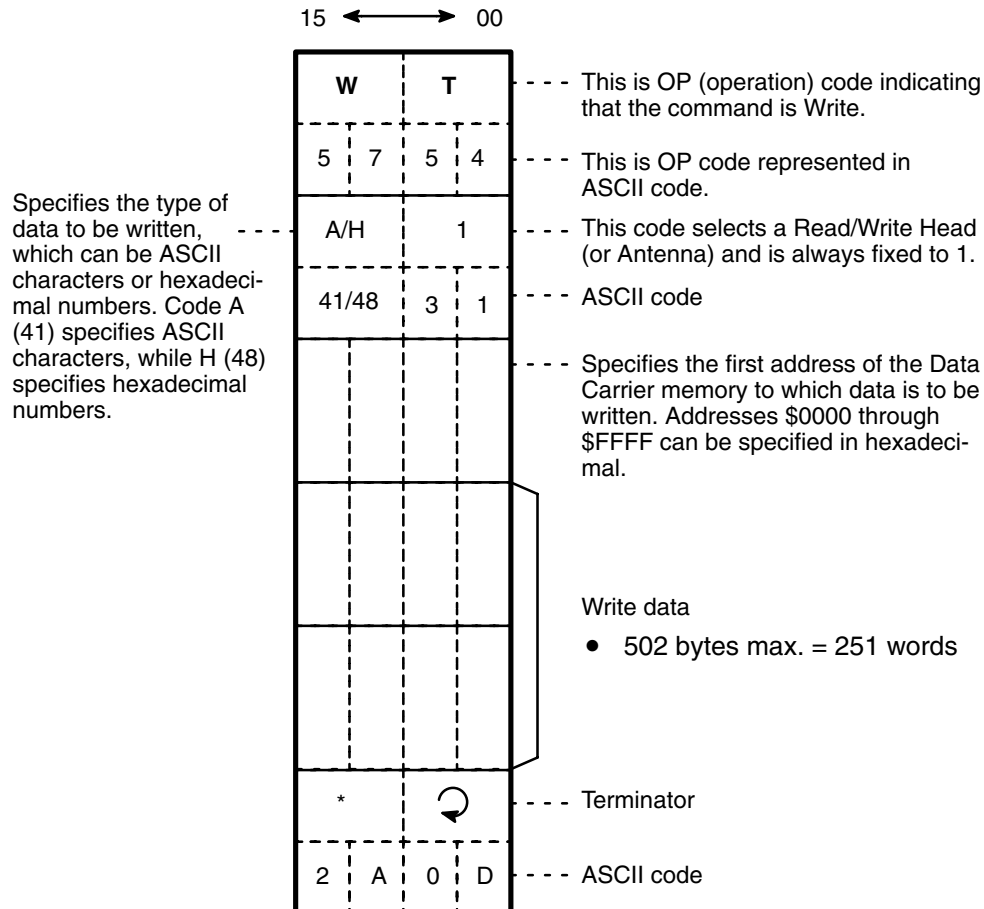 15 00
W T
This is OP (operation) code indicating
that the command is Write.
5 7 5 4
This is OP code represented in
ASCII code.
Specifies the type of
data to be written,
which can be ASCII
characters or hexadeci-
mal numbers. Code A
(41) specifies ASCII
characters, while H (48)
specifies hexadecimal
numbers.
A/H 1
This code selects a Read/Write Head
(or Antenna) and is always fixed to 1.
41/48 3 1
ASCII code
Specifies the first address of the Data
Carrier memory to which data is to be
written. Addresses $0000 through
$FFFF can be specified in hexadeci-
mal.
Write data
• 502 bytes max. = 251 words
*
Terminator
2 A 0 D
ASCII code